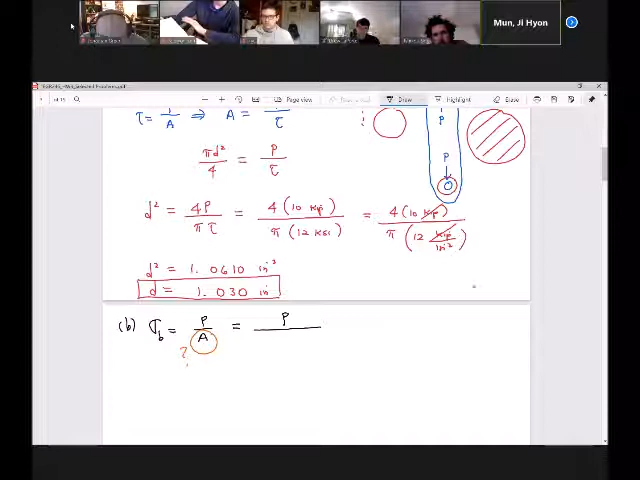 Mun, Ji Hyon
Page view
Draw
Highlight
Erase
τ = P/A ⇒ A = P/τ
P
πd²/4 = P/τ
P
d² = 4P/πτ = 4 (10 kip)/π (12 ksi) = 4 (10 kip)/π (12 kip/in²)
d² = 1.0610 in²
d = 1.030 in
(b) σb = P/A = P
?